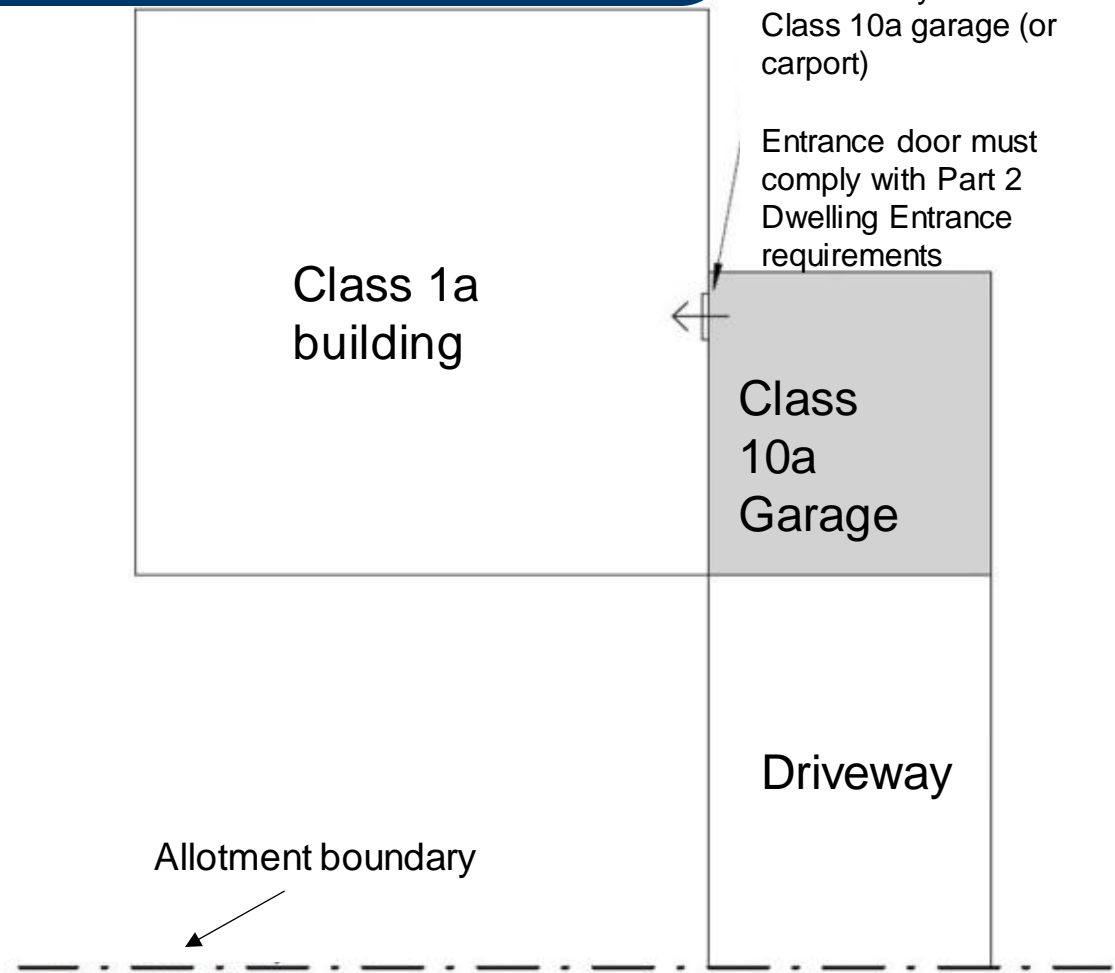 Class 10a garage (or
carport)
Entrance door must
comply with Part 2
Dwelling Entrance
requirements
Class 1a
building
Class
10a
Garage
Driveway
Allotment boundary